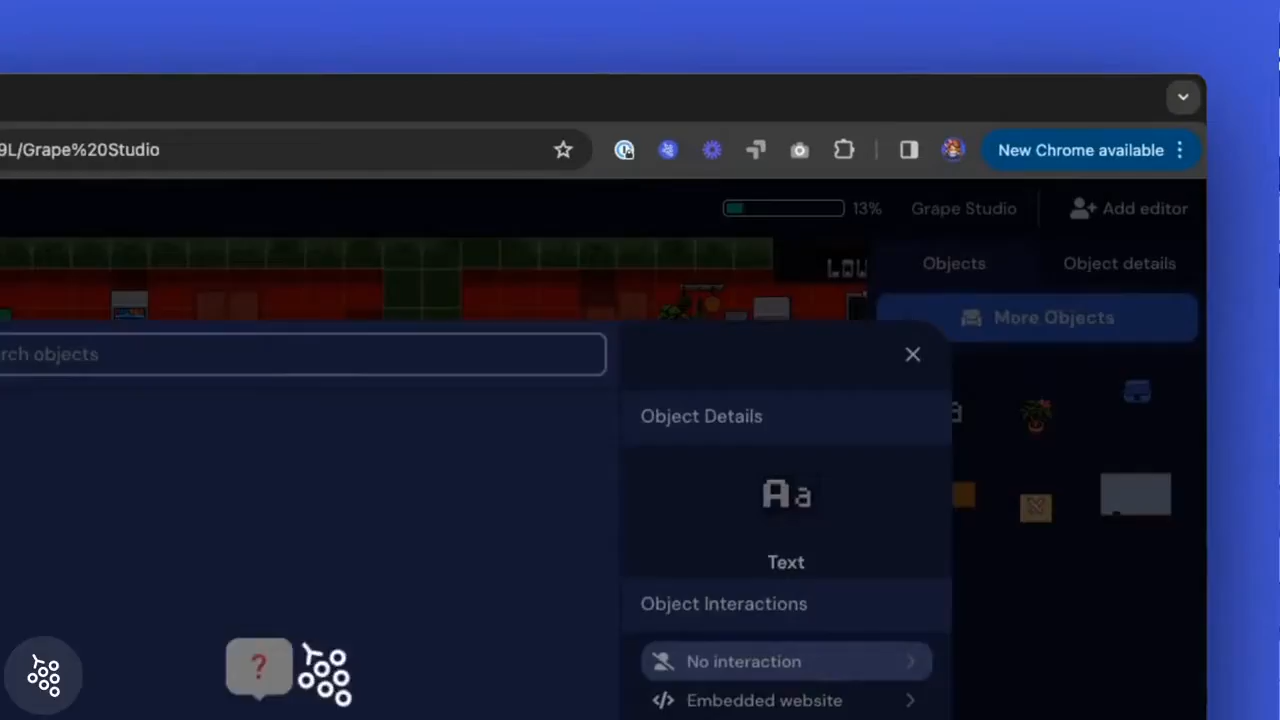 9L/Grape%20Studio
New Chrome available
13%
Grape Studio
Add editor
Objects
Object details
More Objects
rch objects
Object Details
Aa
Text
Object Interactions
?
No interaction
Embedded website